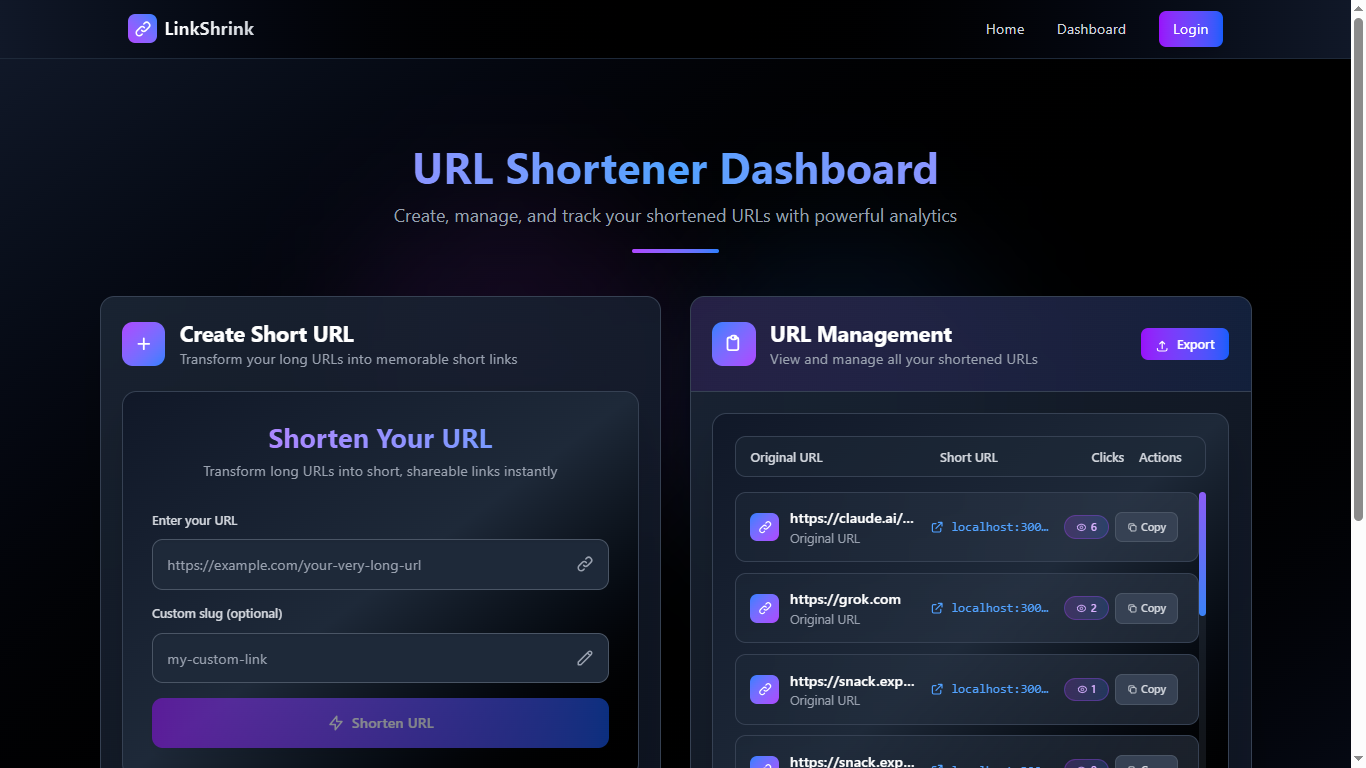 LinkShrink
Home Dashboard Login
URL Shortener Dashboard
Create, manage, and track your shortened URLs with powerful analytics
Create Short URL
Transform your long URLs into memorable short links
Shorten Your URL
Transform long URLs into short, shareable links instantly
Enter your URL
https://example.com/your-very-long-url
Custom slug (optional)
my-custom-link
Shorten URL
URL Management
View and manage all your shortened URLs
Export
Original URL Short URL Clicks Actions
https://claude.ai/...
Original URL
localhost:300… 6 Copy
https://grok.com
Original URL
localhost:300… 2 Copy
https://snack.exp...
Original URL
localhost:300… 1 Copy
https://snack.exp...